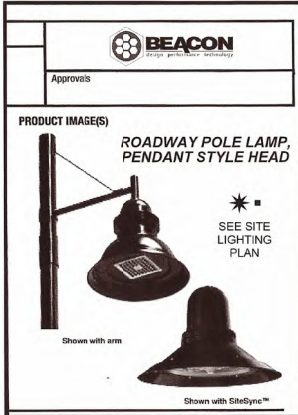 BEACON
design performance technology
Approvals
PRODUCT IMAGE(S)
ROADWAY POLE LAMP,
PENDANT STYLE HEAD
SEE SITE
LIGHTING
PLAN
Shown with arm
Shown with SiteSync™